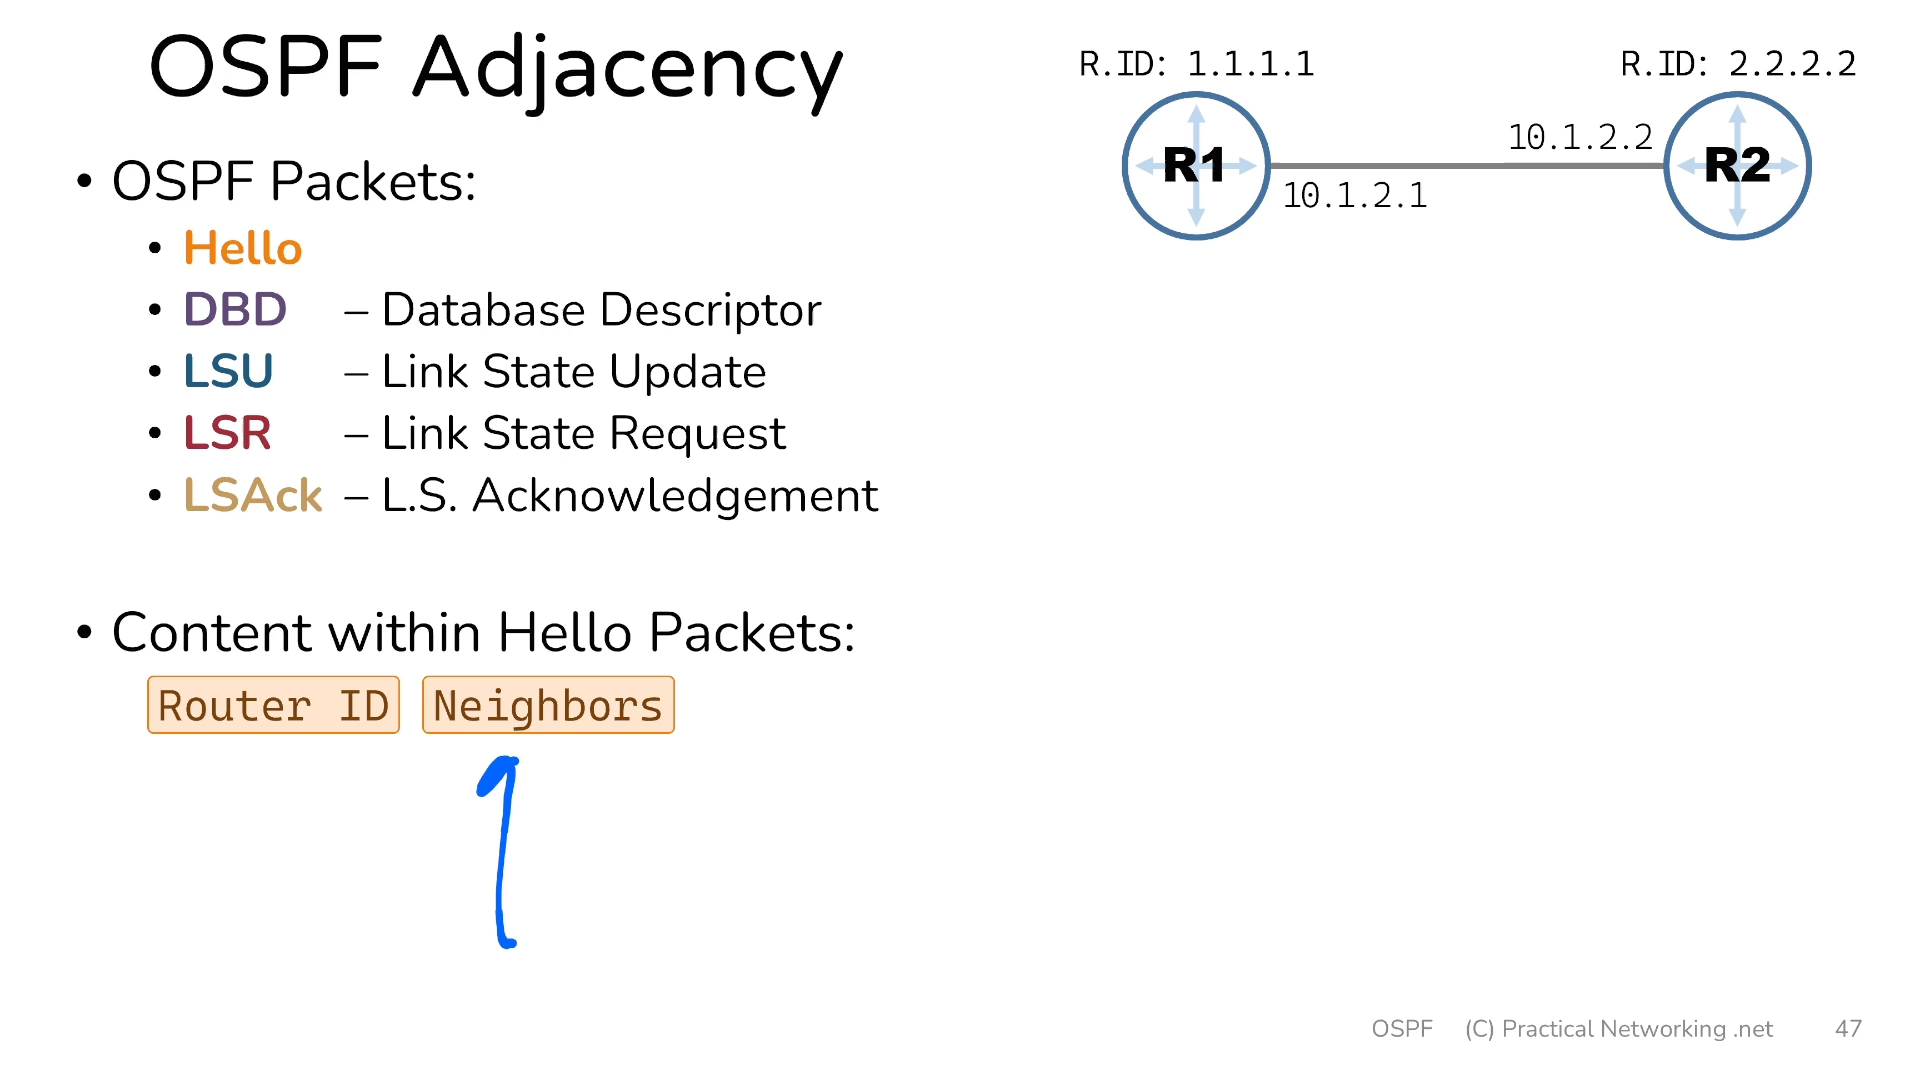 OSPF Adjacency
R.ID: 1.1.1.1
R.ID: 2.2.2.2
R1
10.1.2.2
R2
10.1.2.1
• OSPF Packets:
• Hello
• DBD – Database Descriptor
• LSU – Link State Update
• LSR – Link State Request
• LSAck – L.S. Acknowledgement
• Content within Hello Packets:
Router ID Neighbors
OSPF (C) Practical Networking .net 47